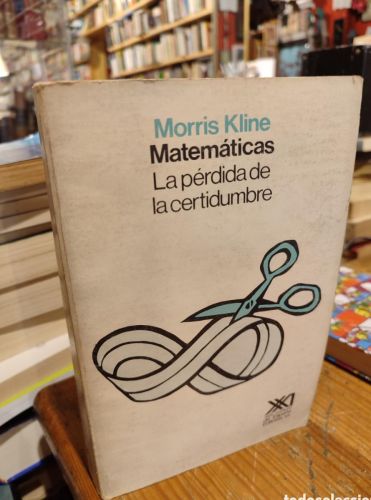 Morris Kline
Matemáticas
La pérdida de
la certidumbre